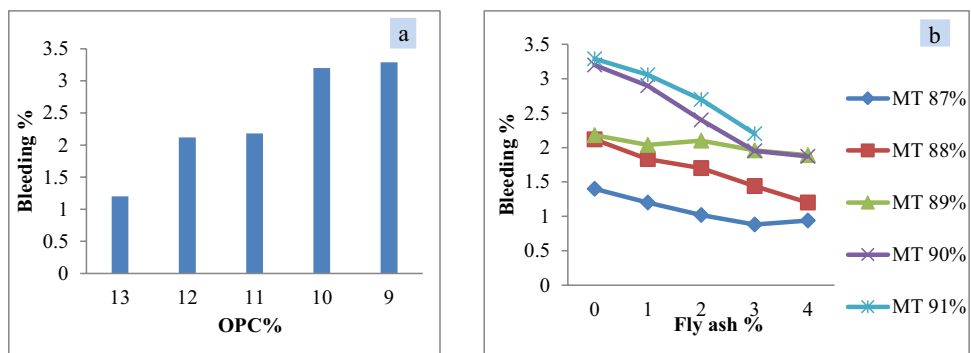 a
3.5
3
2.5
2
1.5
1
0.5
0
Bleeding %
13 12 11 10 9
OPC%
b
3.5
3
2.5
2
1.5
1
0.5
0
Bleeding %
0 1 2 3 4
Fly ash %
MT 87%
MT 88%
MT 89%
MT 90%
MT 91%